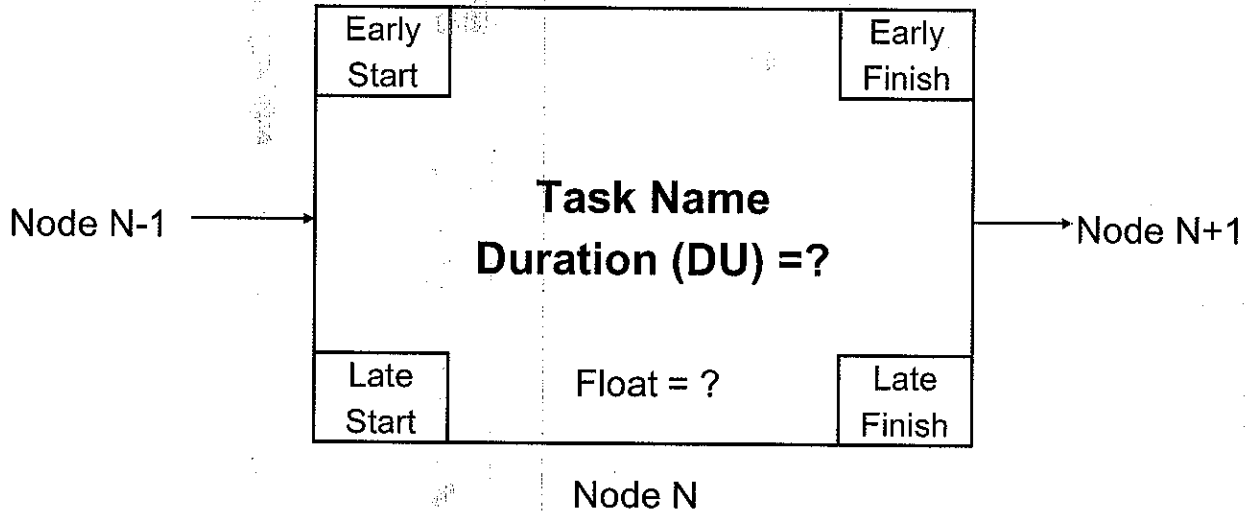 Early
Start
Early
Finish
Task Name
Duration (DU) =?
Node N-1
Node N+1
Late
Start
Float = ?
Late
Finish
Node N